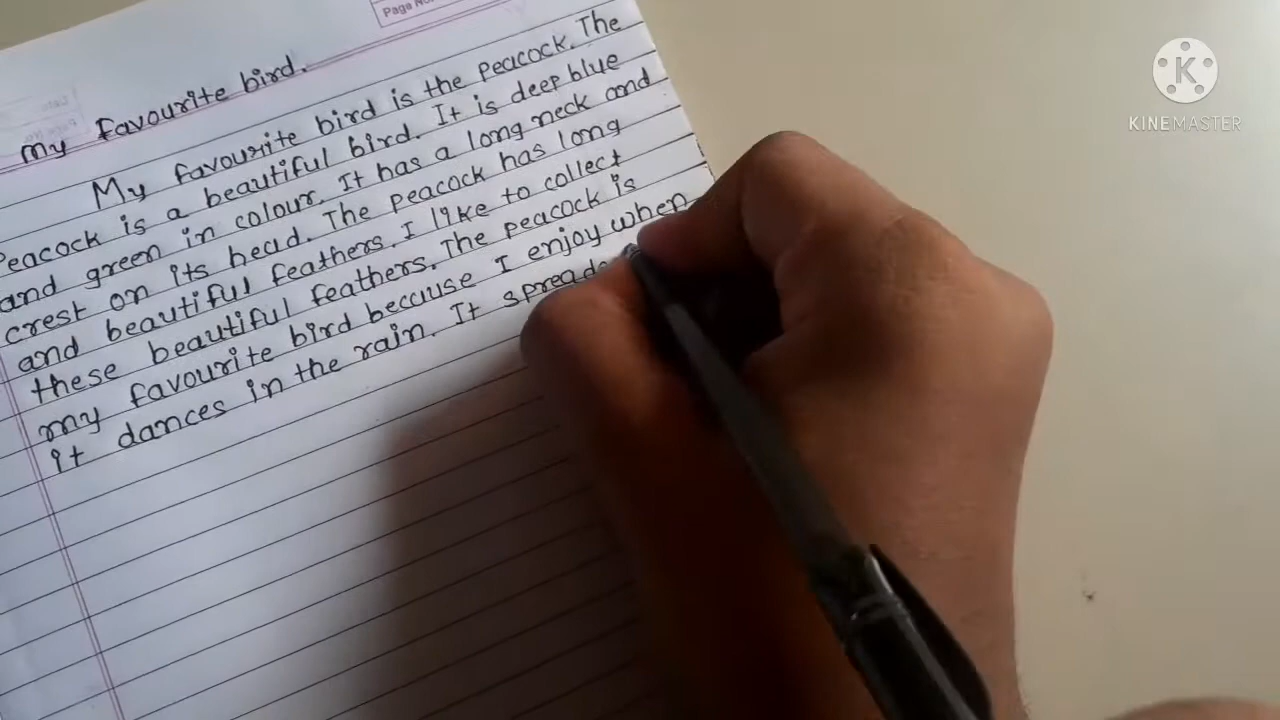 Page No.
My favourite bird.
My favourite bird is the peacock. The
Peacock is a beautiful bird. It is deep blue
and green in colour. It has a long neck and
crest on its head. The peacock has long
and beautiful feathers. I like to collect
these beautiful feathers. The peacock is
my favourite bird because I enjoy when
it dances in the rain. It spreads
KINEMASTER